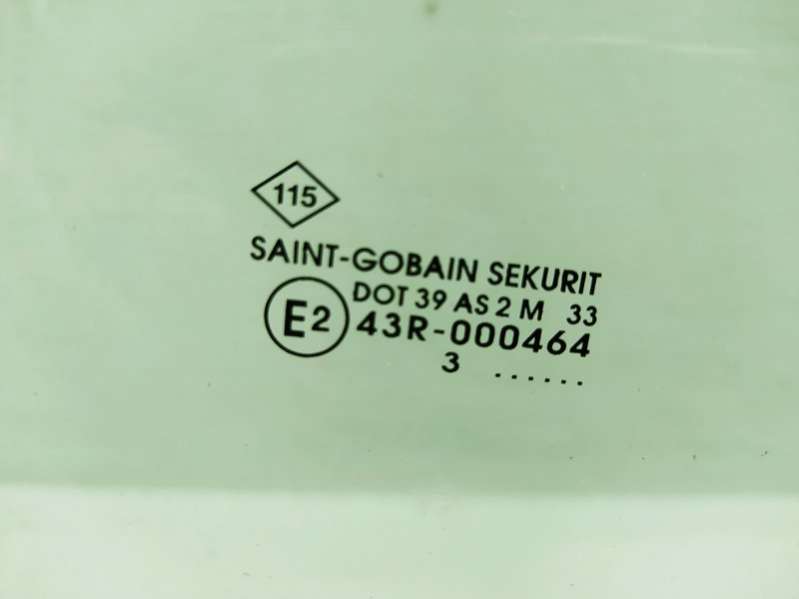 115
SAINT-GOBAIN SEKURIT
DOT 39 AS 2 M 33
E2 43R-000464
3 ......